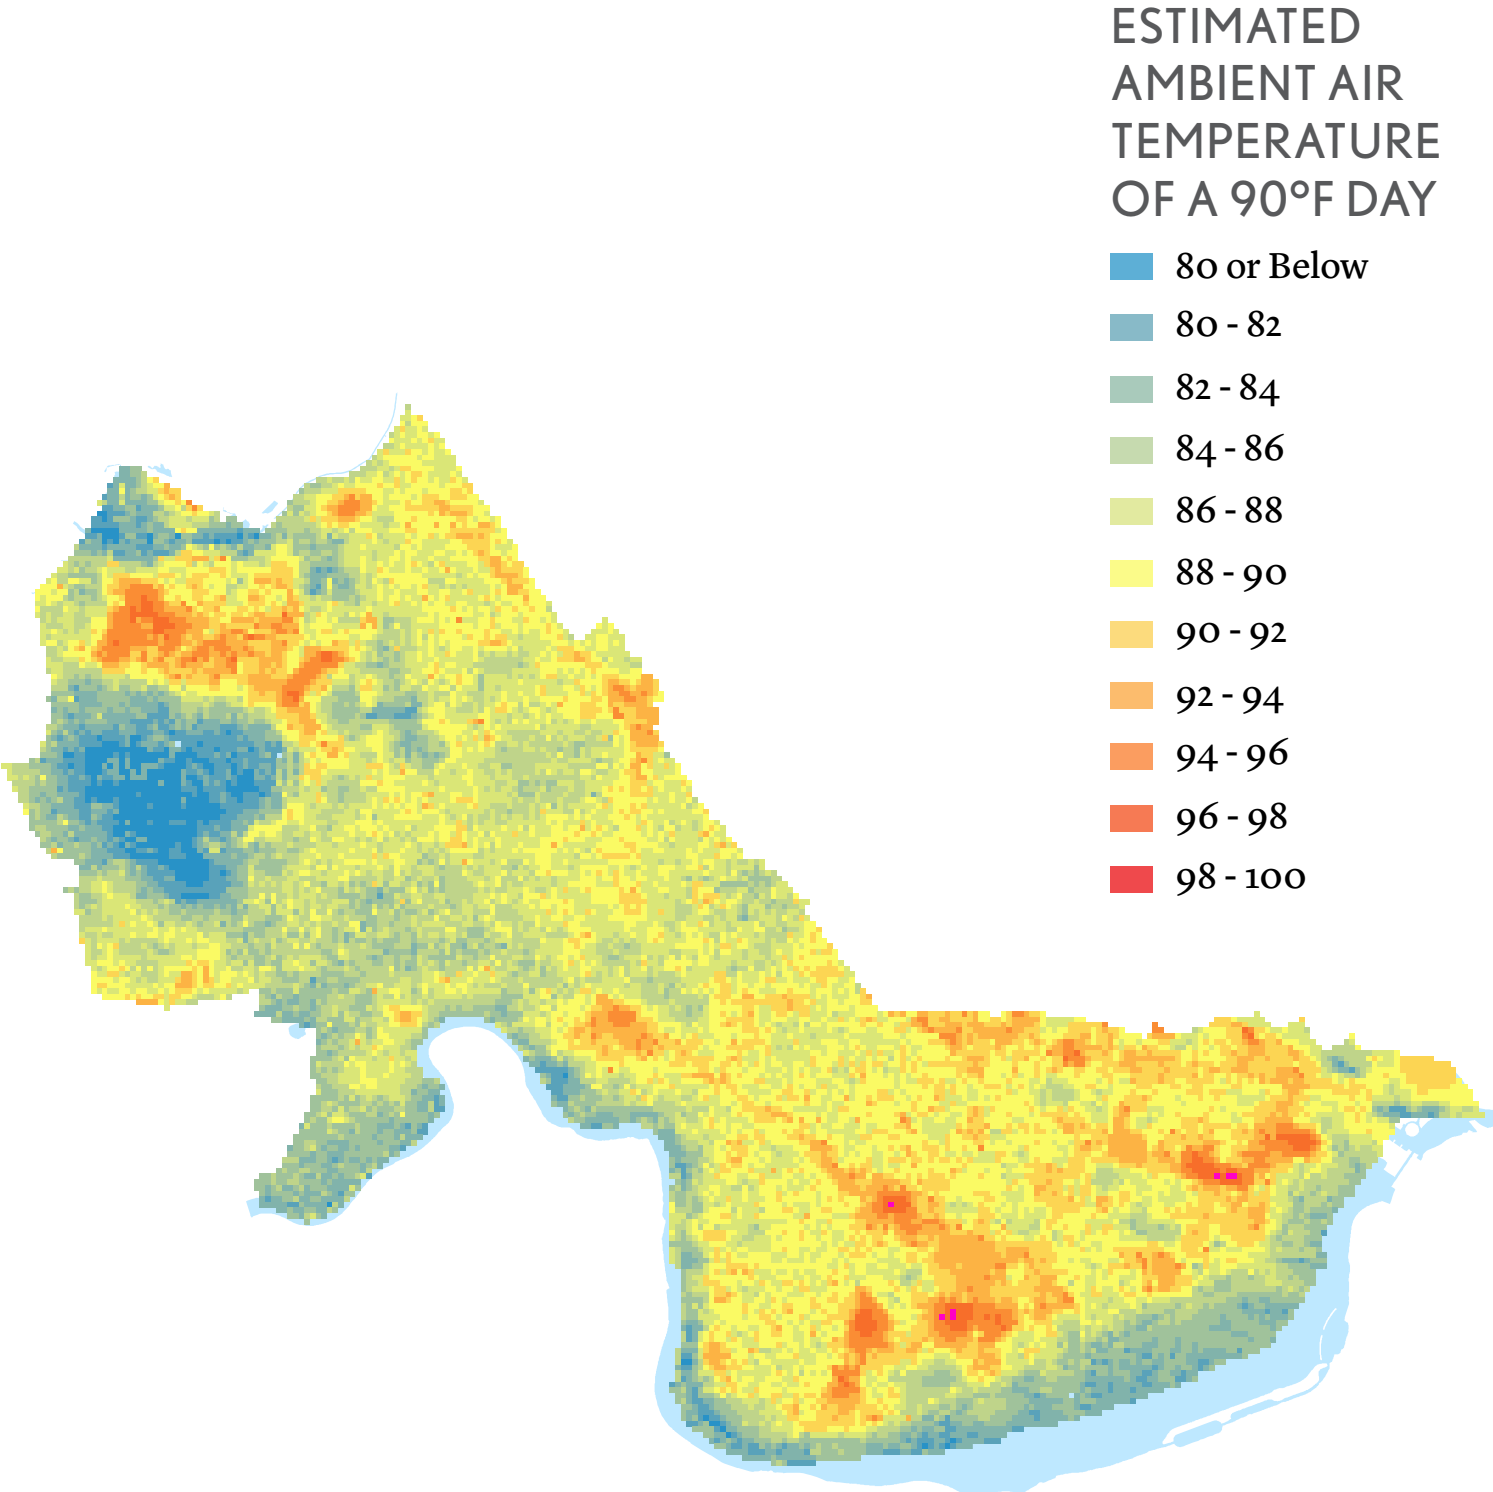 ESTIMATED
AMBIENT AIR
TEMPERATURE
OF A 90°F DAY
80 or Below
80 - 82
82 - 84
84 - 86
86 - 88
88 - 90
90 - 92
92 - 94
94 - 96
96 - 98
98 - 100